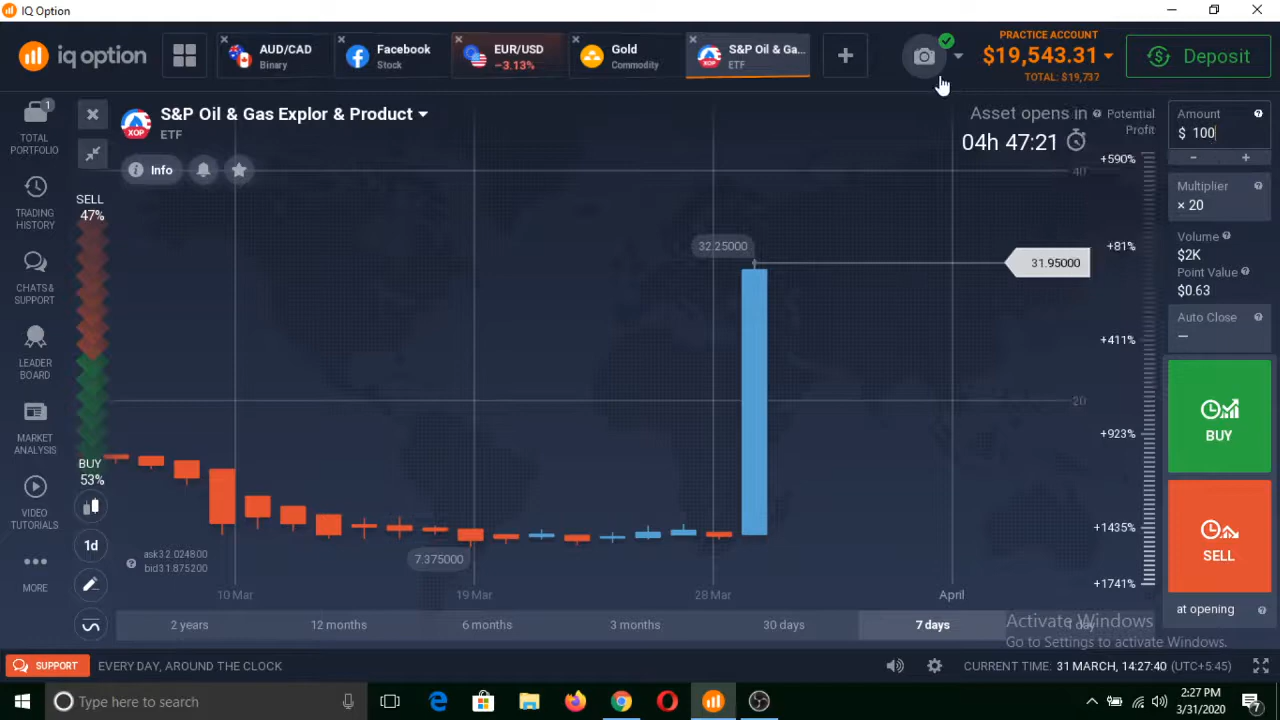 IQ Option
iq option
AUD/CAD
Binary
Facebook
Stock
EUR/USD
−3.13%
Gold
Commodity
S&P Oil & Ga...
ETF
PRACTICE ACCOUNT
$19,543.31
TOTAL: $19,737
Deposit
1
TOTAL
PORTFOLIO
TRADING
HISTORY
CHATS &
SUPPORT
LEADER
BOARD
MARKET
ANALYSIS
VIDEO
TUTORIALS
MORE
XOP
S&P Oil & Gas Explor & Product
ETF
Info
SELL
47%
BUY
53%
1d
ask32.024800
bid31.875200
Asset opens in
04h 47:21
Potential
Profit
+590%
+81%
+411%
+923%
+1435%
+1741%
40
20
32.25000
31.95000
7.375000
10 Mar
19 Mar
28 Mar
April
2 years
12 months
6 months
3 months
30 days
7 days
1 day
Amount
$ 100
-
+
Multiplier
× 20
Volume
$2K
Point Value
$0.63
Auto Close
—
BUY
SELL
at opening
Activate Windows
Go to Settings to activate Windows.
SUPPORT
EVERY DAY, AROUND THE CLOCK
CURRENT TIME: 31 MARCH, 14:27:40 (UTC+5:45)
Type here to search
2:27 PM
3/31/2020
7